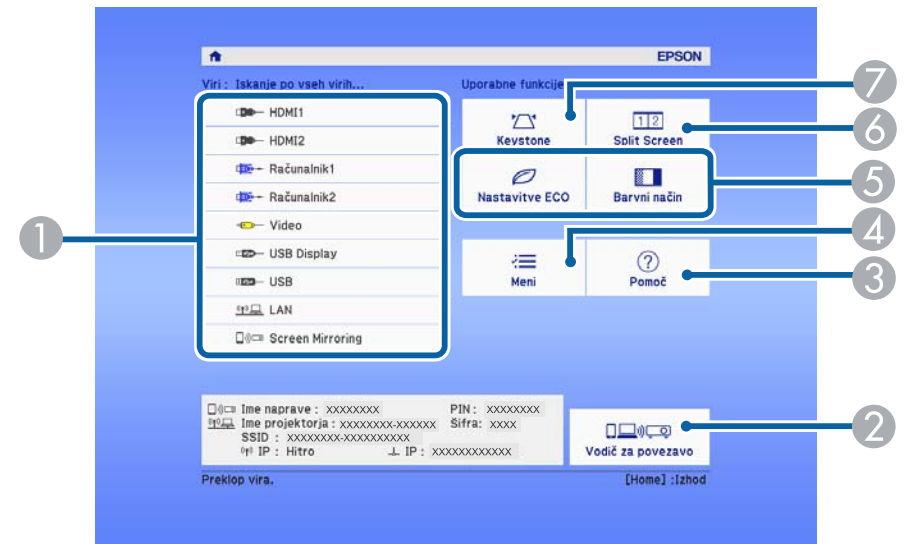 EPSON
Viri : Iskanje po vseh virih...
HDMI1
HDMI2
Računalnik1
Računalnik2
Video
USB Display
USB
LAN
Screen Mirroring
Uporabne funkcije
Keystone
1 2
Split Screen
Nastavitve ECO
Barvni način
Meni
Pomoč
Ime naprave : XXXXXXXX
PIN : XXXXXXXX
Ime projektorja : XXXXXXXX-XXXXXX
Šifra: XXXX
SSID : XXXXXXXX-XXXXXXXXXX
IP : Hitro
IP : XXXXXXXXXXXX
Vodič za povezavo
Preklop vira.
[Home] :Izhod
1
7
6
5
4
3
2